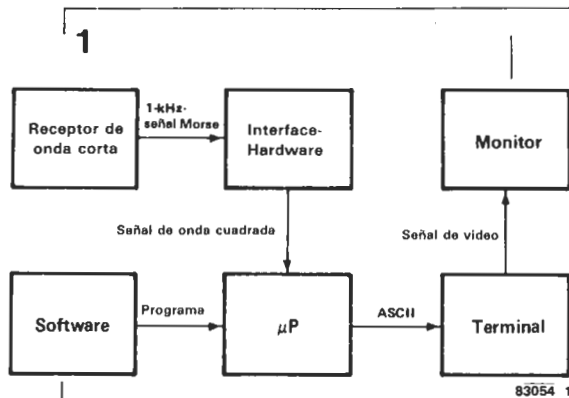 1
Receptor de
onda corta
1-kHz-
señal Morse
Interface-
Hardware
Monitor
Señal de onda cuadrada
Señal de video
Software
Programa
μP
ASCII
Terminal
83054 1